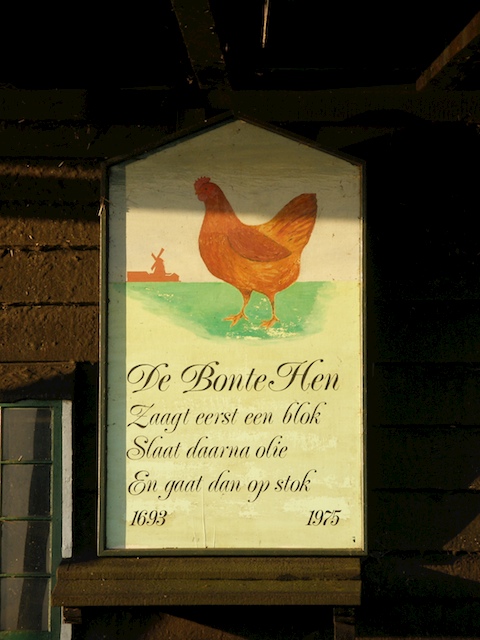 De Bonte Hen
Zaagt eerst een blok
Slaat daarna olie
En gaat dan op stok
1693 1975